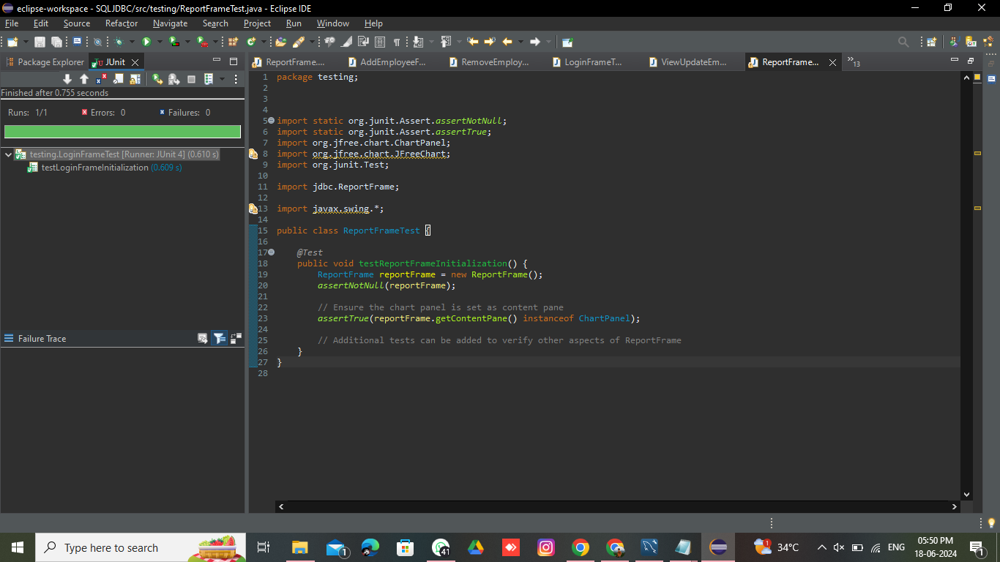 eclipse-workspace - SQLJDBC/src/testing/ReportFrameTest.java - Eclipse IDE
File Edit Source Refactor Navigate Search Project Run Window Help
Package Explorer JUnit
ReportFrame.... AddEmployeeF... RemoveEmploy... LoginFrameT... ViewUpdateEm... ReportFrame... »13
Finished after 0.755 seconds
Runs: 1/1 Errors: 0 Failures: 0
testing.LoginFrameTest [Runner: JUnit 4] (0.610 s)
testLoginFrameInitialization (0.609 s)
Failure Trace
1 package testing;
2
3
4
5 import static org.junit.Assert.assertNotNull;
6 import static org.junit.Assert.assertTrue;
7 import org.jfree.chart.ChartPanel;
8 import org.jfree.chart.JFreeChart;
9 import org.junit.Test;
10
11 import jdbc.ReportFrame;
12
13 import javax.swing.*;
14
15 public class ReportFrameTest {
16
17 @Test
18 public void testReportFrameInitialization() {
19 ReportFrame reportFrame = new ReportFrame();
20 assertNotNull(reportFrame);
21
22 // Ensure the chart panel is set as content pane
23 assertTrue(reportFrame.getContentPane() instanceof ChartPanel);
24
25 // Additional tests can be added to verify other aspects of ReportFrame
26 }
27 }
28
Type here to search
1
41
1
34°C
ENG
05:50 PM
18-06-2024
1